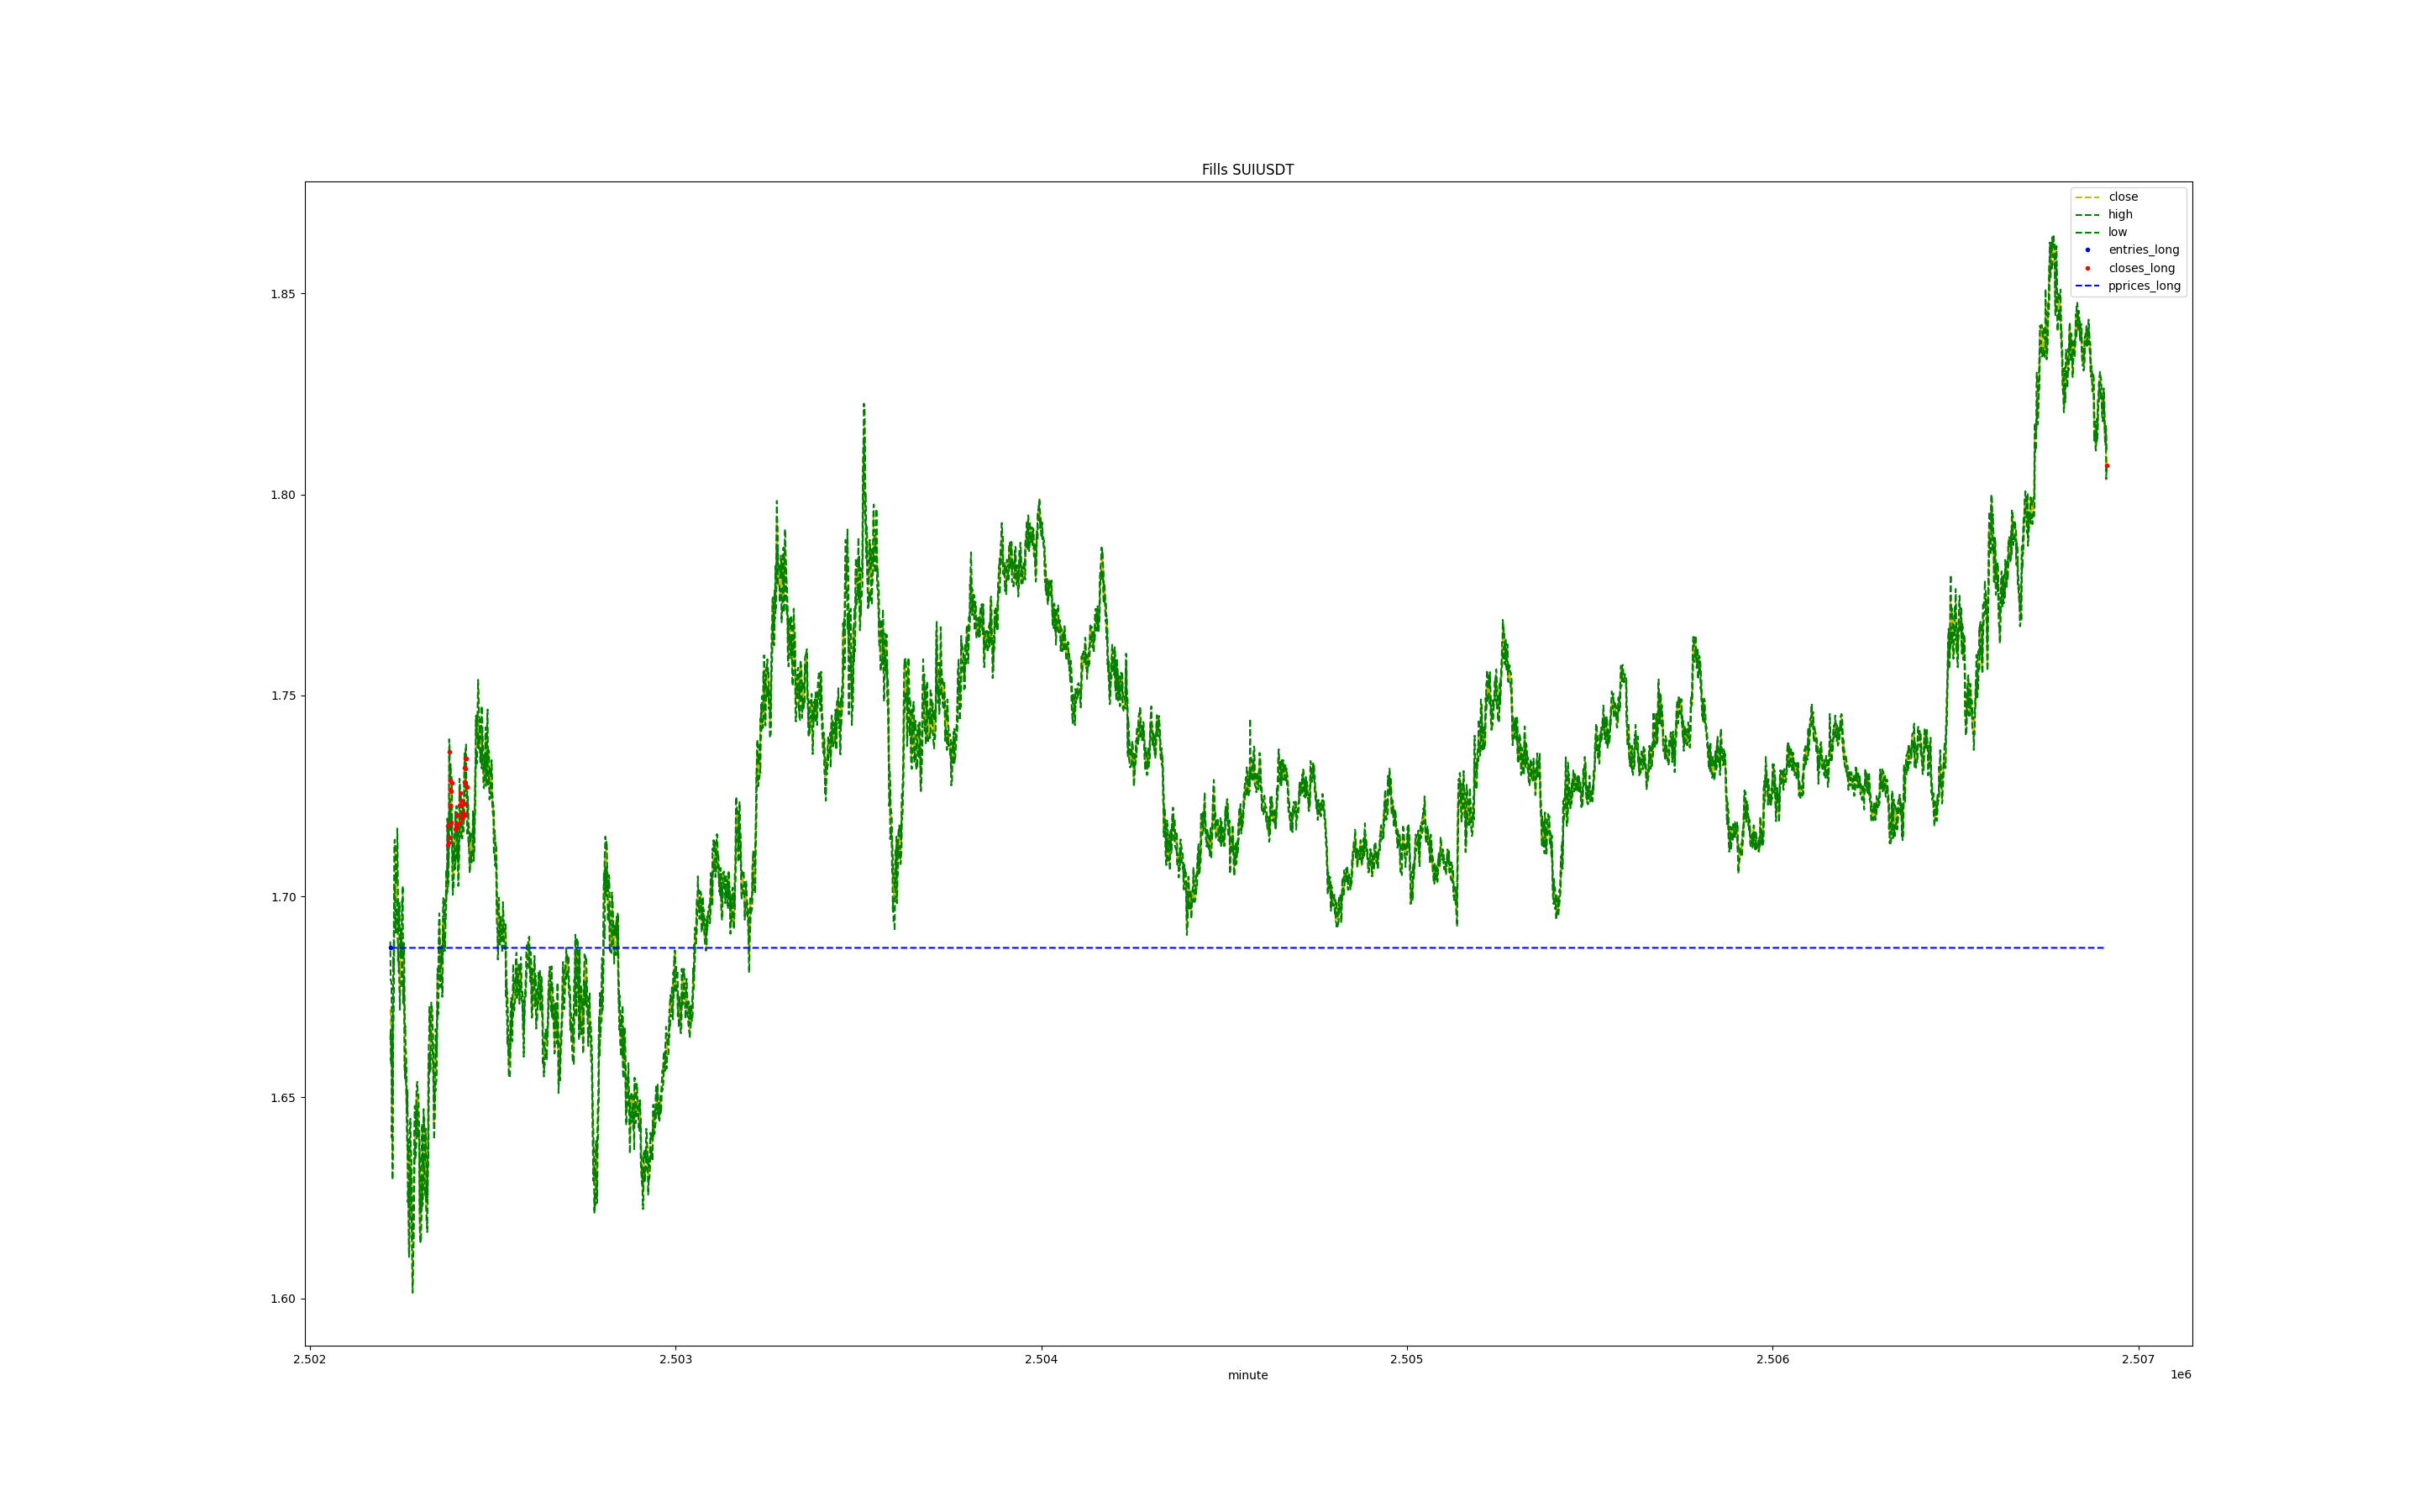 Fills SUIUSDT
close
high
low
entries_long
closes_long
pprices_long
1.85
1.80
1.75
1.70
1.65
1.60
2.502 2.503 2.504 2.505 2.506 2.507
minute 1e6